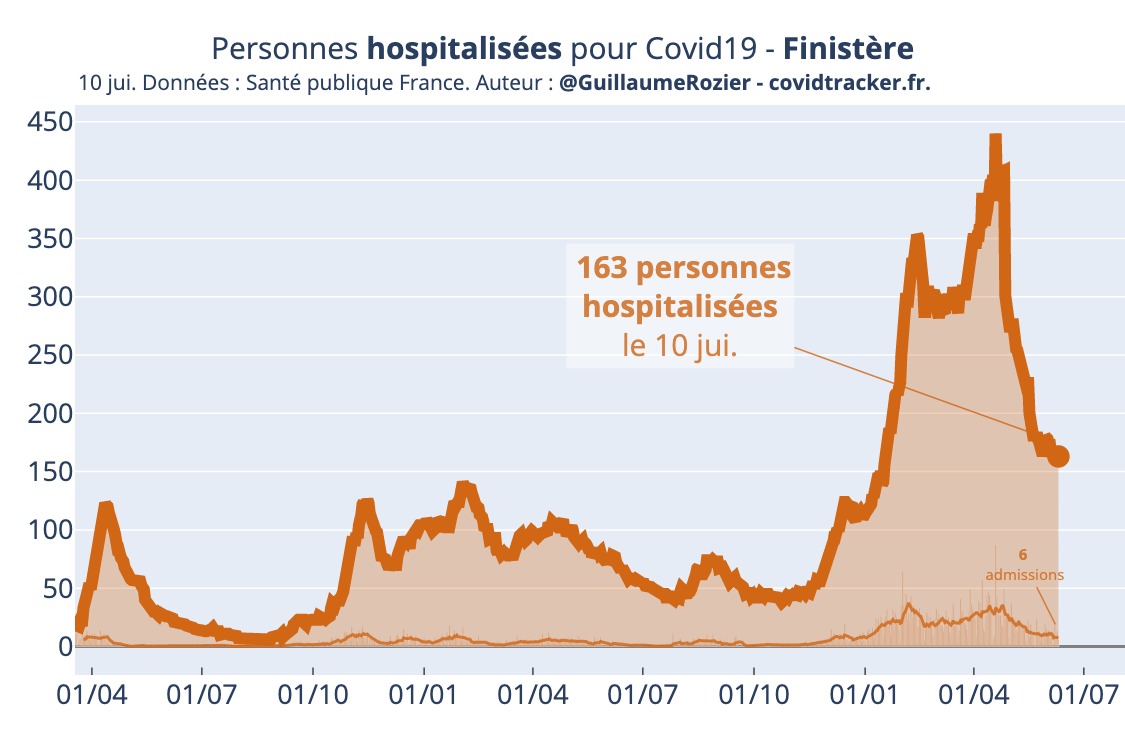 Personnes hospitalisées pour Covid19 - Finistère
10 jui. Données : Santé publique France. Auteur : @GuillaumeRozier - covidtracker.fr.
450
400
350
300
250
200
150
100
50
0
163 personnes
hospitalisées
le 10 jui.
6
admissions
01/04 01/07 01/10 01/01 01/04 01/07 01/10 01/01 01/04 01/07